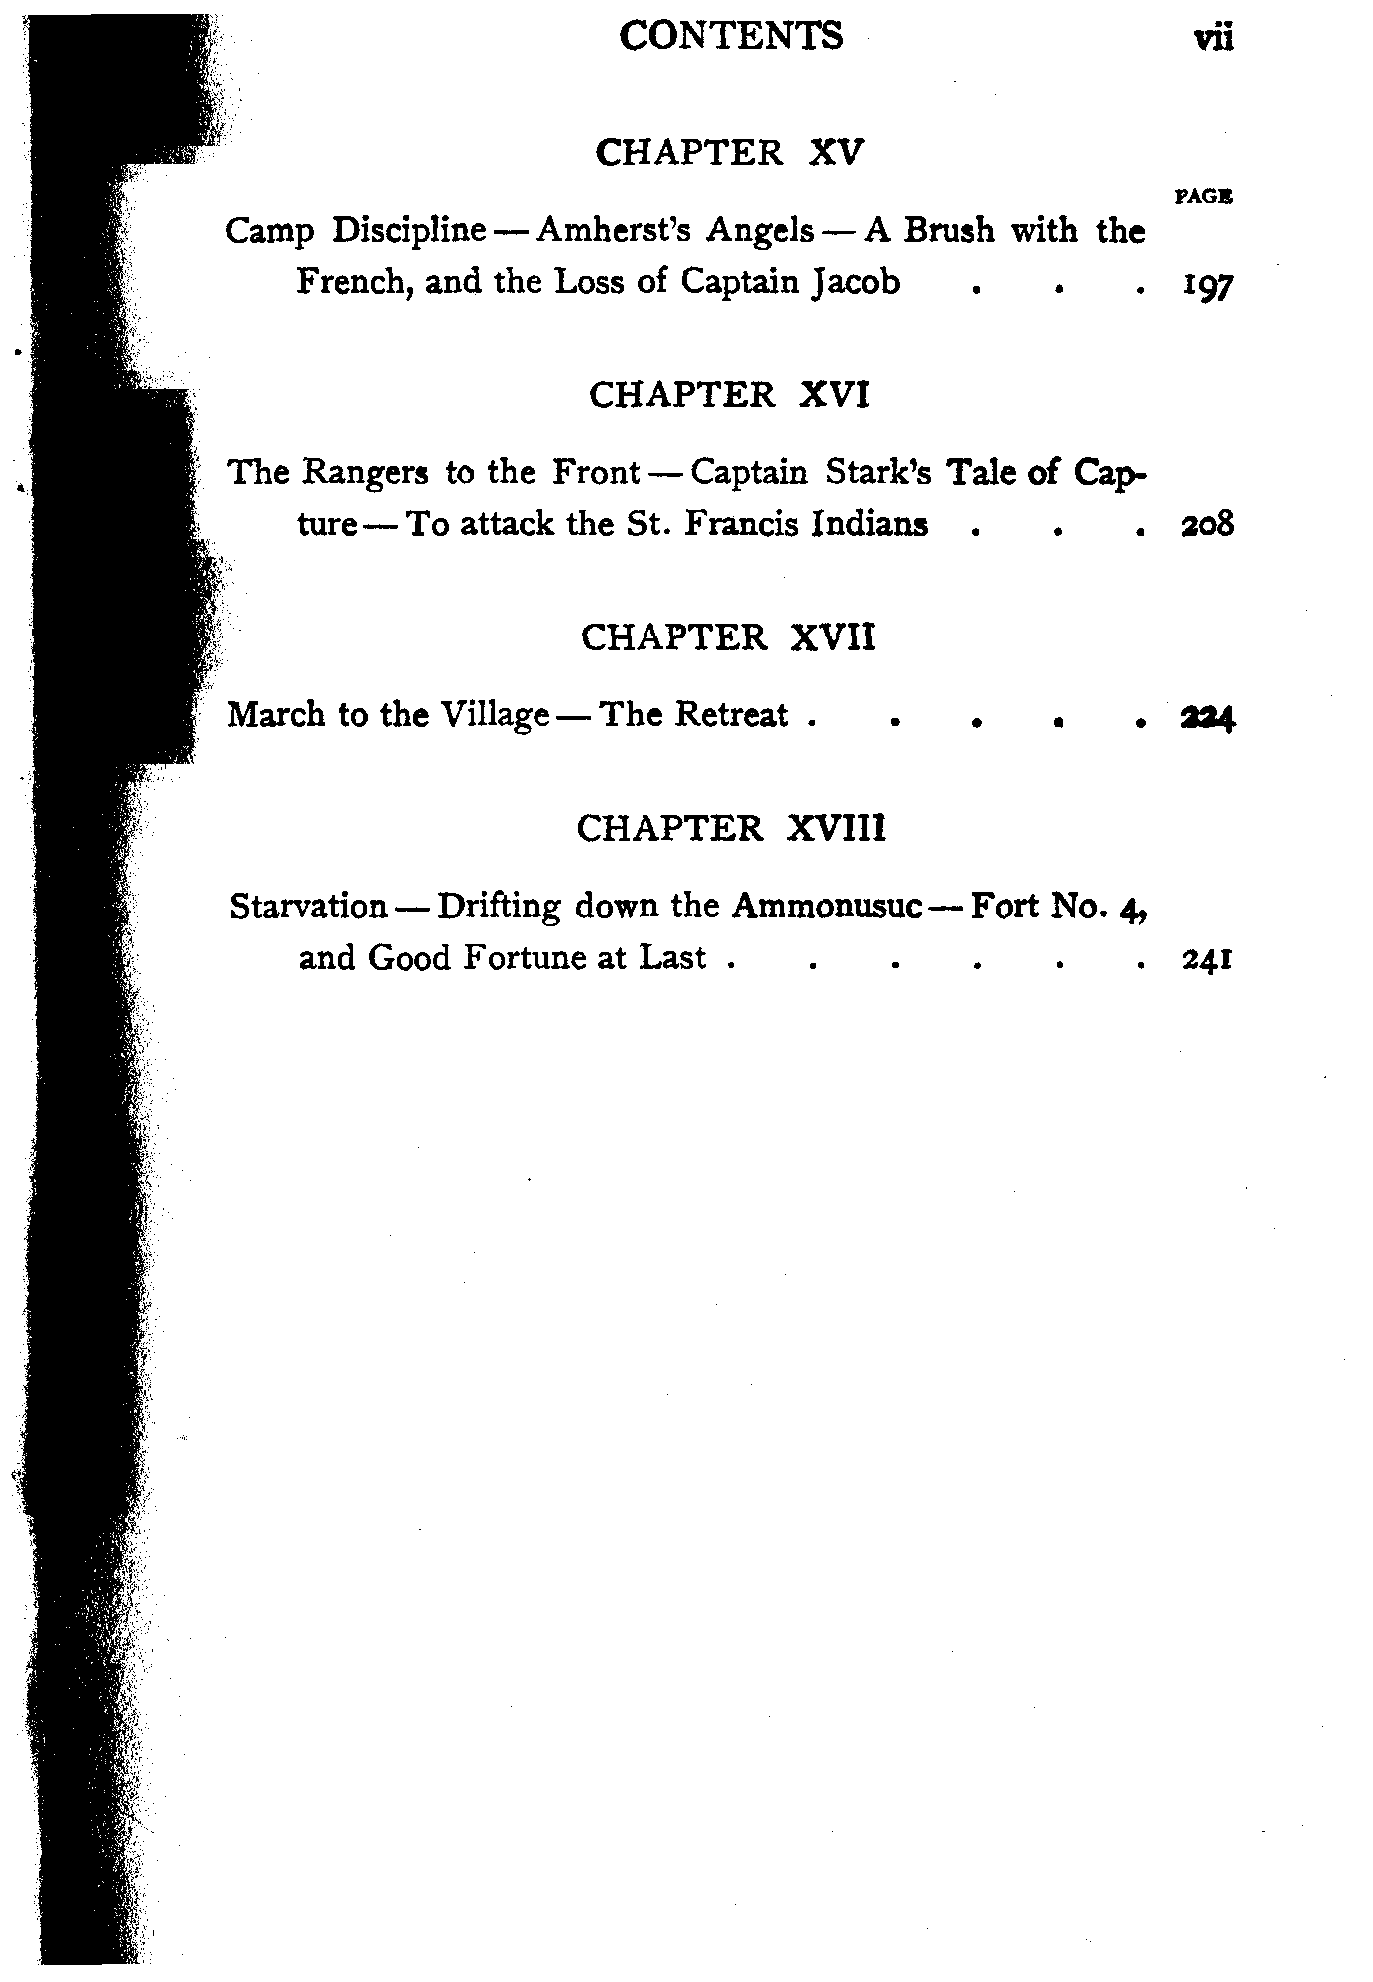 CONTENTS vii
CHAPTER XV
PAGE
Camp Discipline — Amherst's Angels — A Brush with the
French, and the Loss of Captain Jacob . . . 197
CHAPTER XVI
The Rangers to the Front — Captain Stark's Tale of Cap-
ture — To attack the St. Francis Indians . . . 208
CHAPTER XVII
March to the Village — The Retreat . . . . . 224
CHAPTER XVIII
Starvation — Drifting down the Ammonusuc — Fort No. 4,
and Good Fortune at Last . . . . . . 241